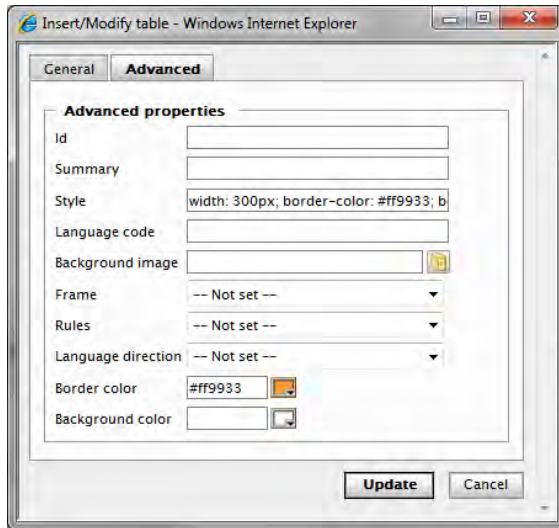 Insert/Modify table - Windows Internet Explorer
General Advanced
Advanced properties
Id
Summary
Style width: 300px; border-color: #ff9933; b
Language code
Background image
Frame -- Not set --
Rules -- Not set --
Language direction -- Not set --
Border color #ff9933
Background color
Update Cancel